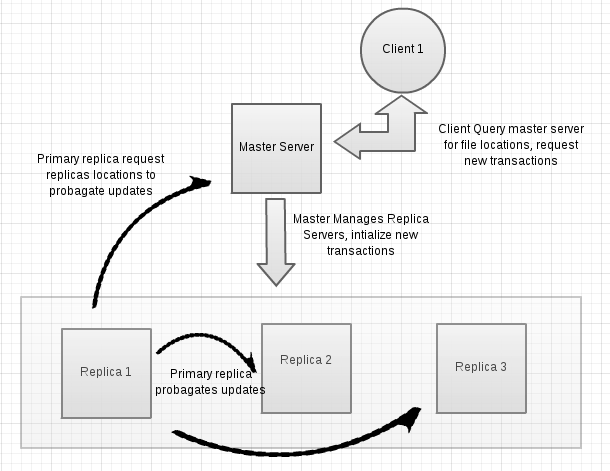 Client 1
Master Server
Client Query master server
for file locations, request
new transactions
Primary replica request
replicas locations to
probagate updates
Master Manages Replica
Servers, intialize new
transactions
Replica 1
Primary replica
probagates updates
Replica 2
Replica 3